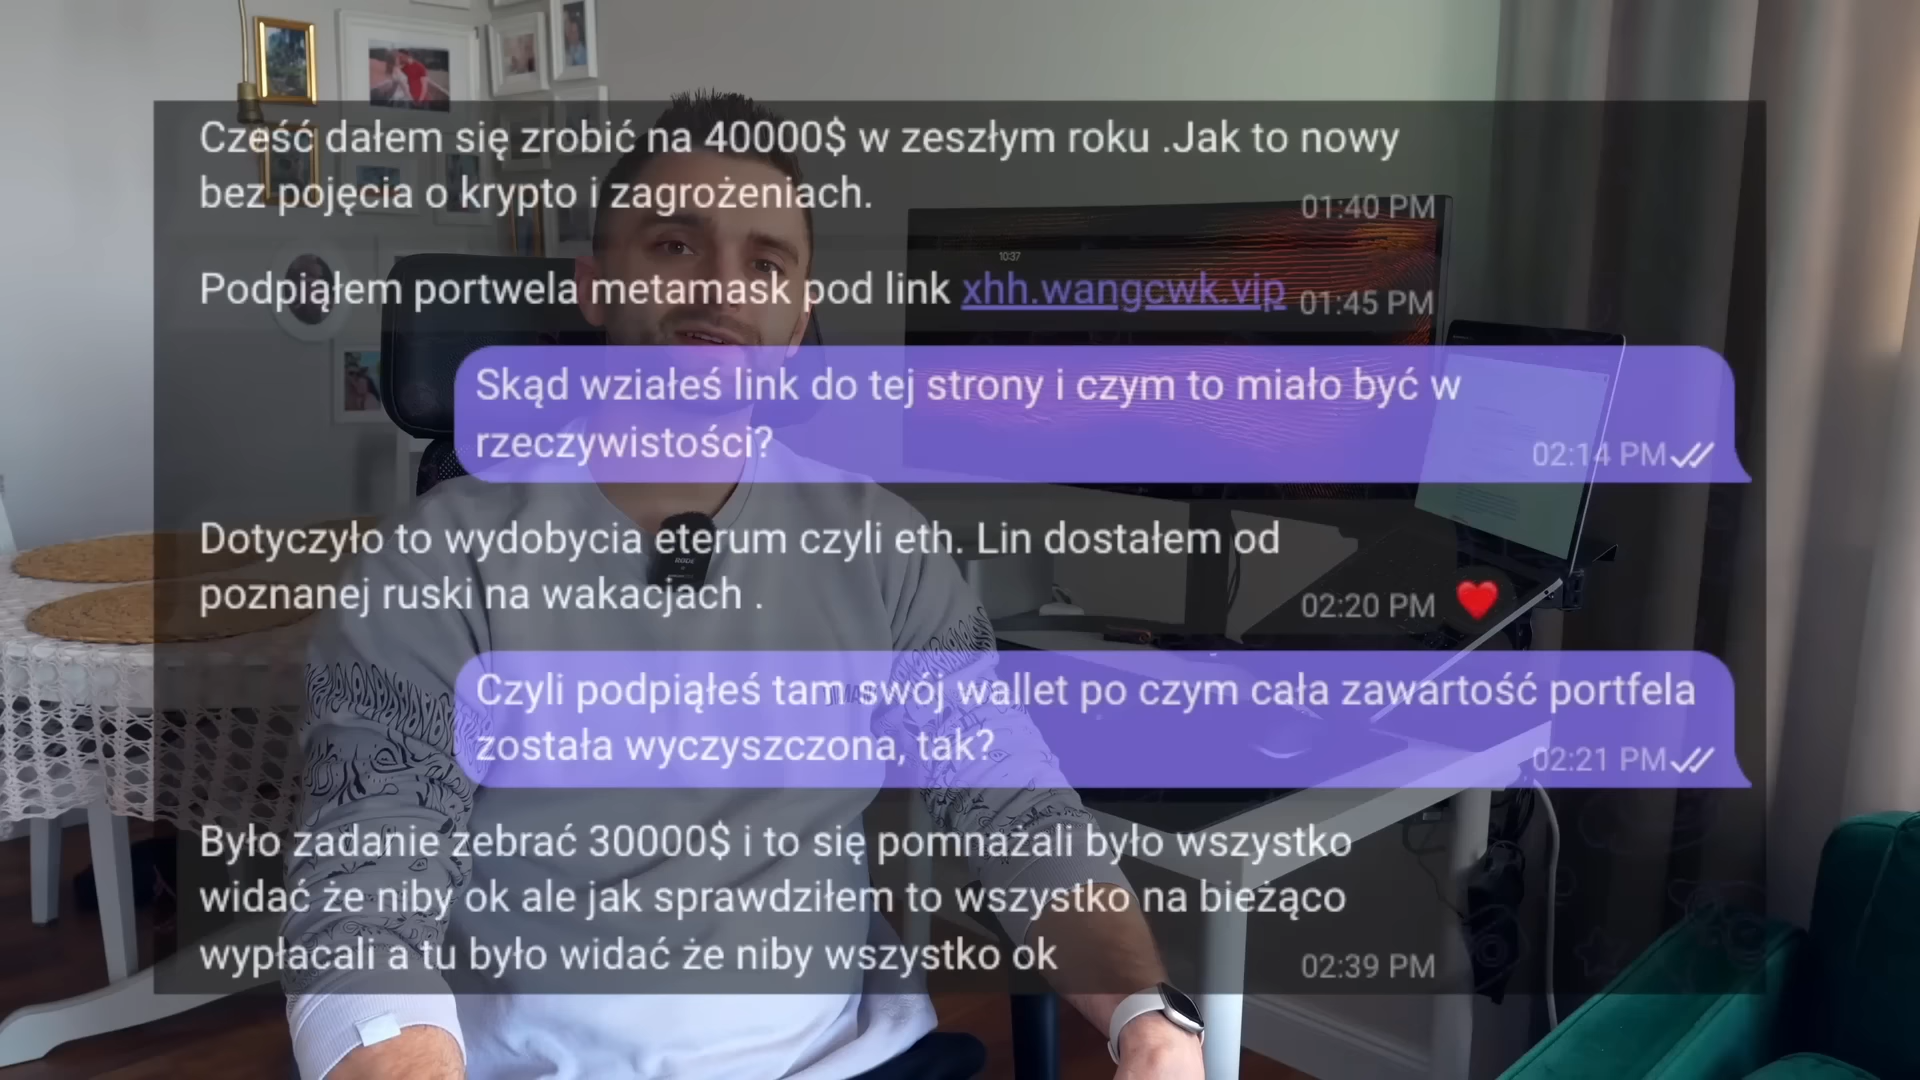 Cześć dałem się zrobić na 40000$ w zeszłym roku .Jak to nowy
bez pojęcia o krypto i zagrożeniach.
01:40 PM
10:37
Podpiąłem portwela metamask pod link xhh.wangcwk.vip
01:45 PM
Skąd wziałeś link do tej strony i czym to miało być w
rzeczywistości?
02:14 PM
Dotyczyło to wydobycia eterum czyli eth. Lin dostałem od
poznanej ruski na wakacjach .
02:20 PM
Czyli podpiąłeś tam swój wallet po czym cała zawartość portfela
została wyczyszczona, tak?
02:21 PM
Było zadanie zebrać 30000$ i to się pomnażali było wszystko
widać że niby ok ale jak sprawdziłem to wszystko na bieżąco
wypłacali a tu było widać że niby wszystko ok
02:39 PM